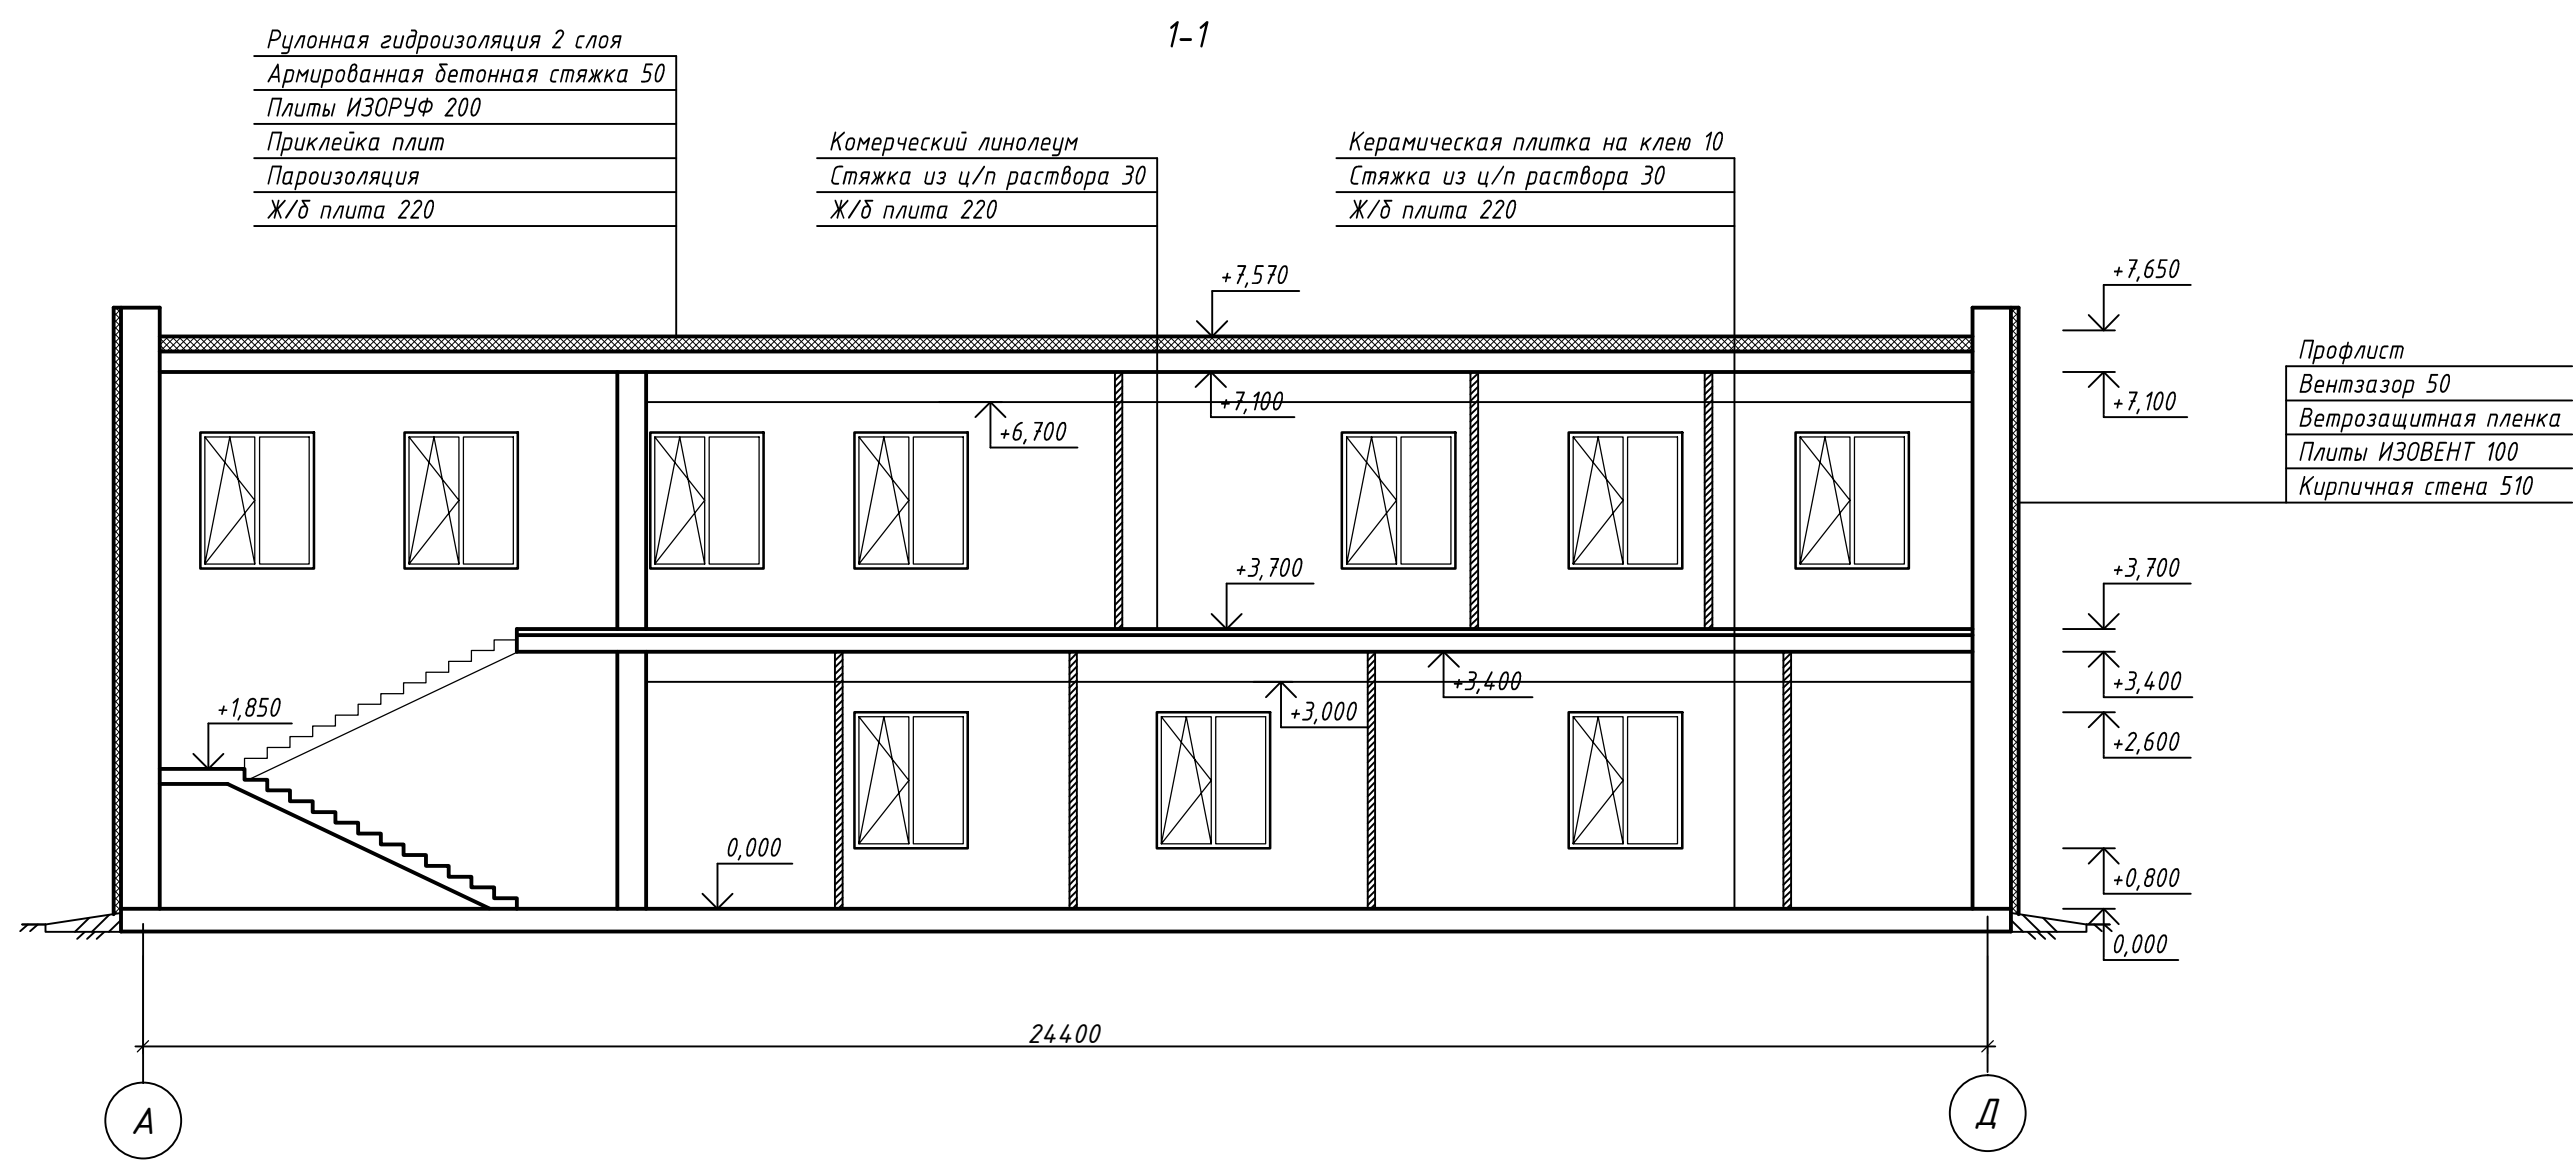 1-1
Рулонная гидроизоляция 2 слоя
Армированная бетонная стяжка 50
Плиты ИЗОРУФ 200
Приклейка плит
Пароизоляция
Ж/б плита 220
Комерческий линолеум
Стяжка из ц/п раствора 30
Ж/б плита 220
Керамическая плитка на клею 10
Стяжка из ц/п раствора 30
Ж/б плита 220
+7,570
+7,650
Профлист
Вентзазор 50
Ветрозащитная пленка
Плиты ИЗОВЕНТ 100
Кирпичная стена 510
+7,100
+7,100
+6,700
+3,700
+3,700
+3,400
+3,400
+1,850
+3,000
+2,600
0,000
+0,800
0,000
24400
А
Д